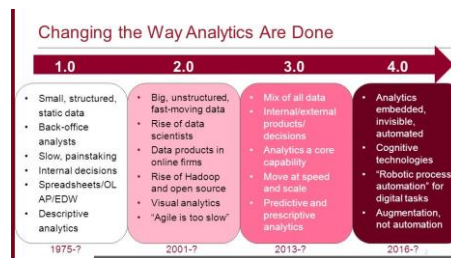 Changing the Way Analytics Are Done
1.0
2.0
3.0
4.0
• Small, structured,
static data
• Back-office
analysts
• Slow, painstaking
• Internal decisions
• Spreadsheets/OL
AP/EDW
• Descriptive
analytics
• Big, unstructured,
fast-moving data
• Rise of data
scientists
• Data products in
online firms
• Rise of Hadoop
and open source
• Visual analytics
• “Agile is too slow”
• Mix of all data
• Internal/external
products/
decisions
• Analytics a core
capability
• Move at speed
and scale
• Predictive and
prescriptive
analytics
• Analytics
embedded,
invisible,
automated
• Cognitive
technologies
• “Robotic process
automation” for
digital tasks
• Augmentation,
not automation
1975-?
2001-?
2013-?
2016-?